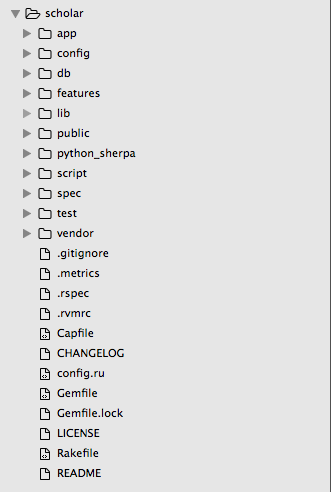 scholar
app
config
db
features
lib
public
python_sherpa
script
spec
test
vendor
.gitignore
.metrics
.rspec
.rvmrc
Capfile
CHANGELOG
config.ru
Gemfile
Gemfile.lock
LICENSE
Rakefile
README